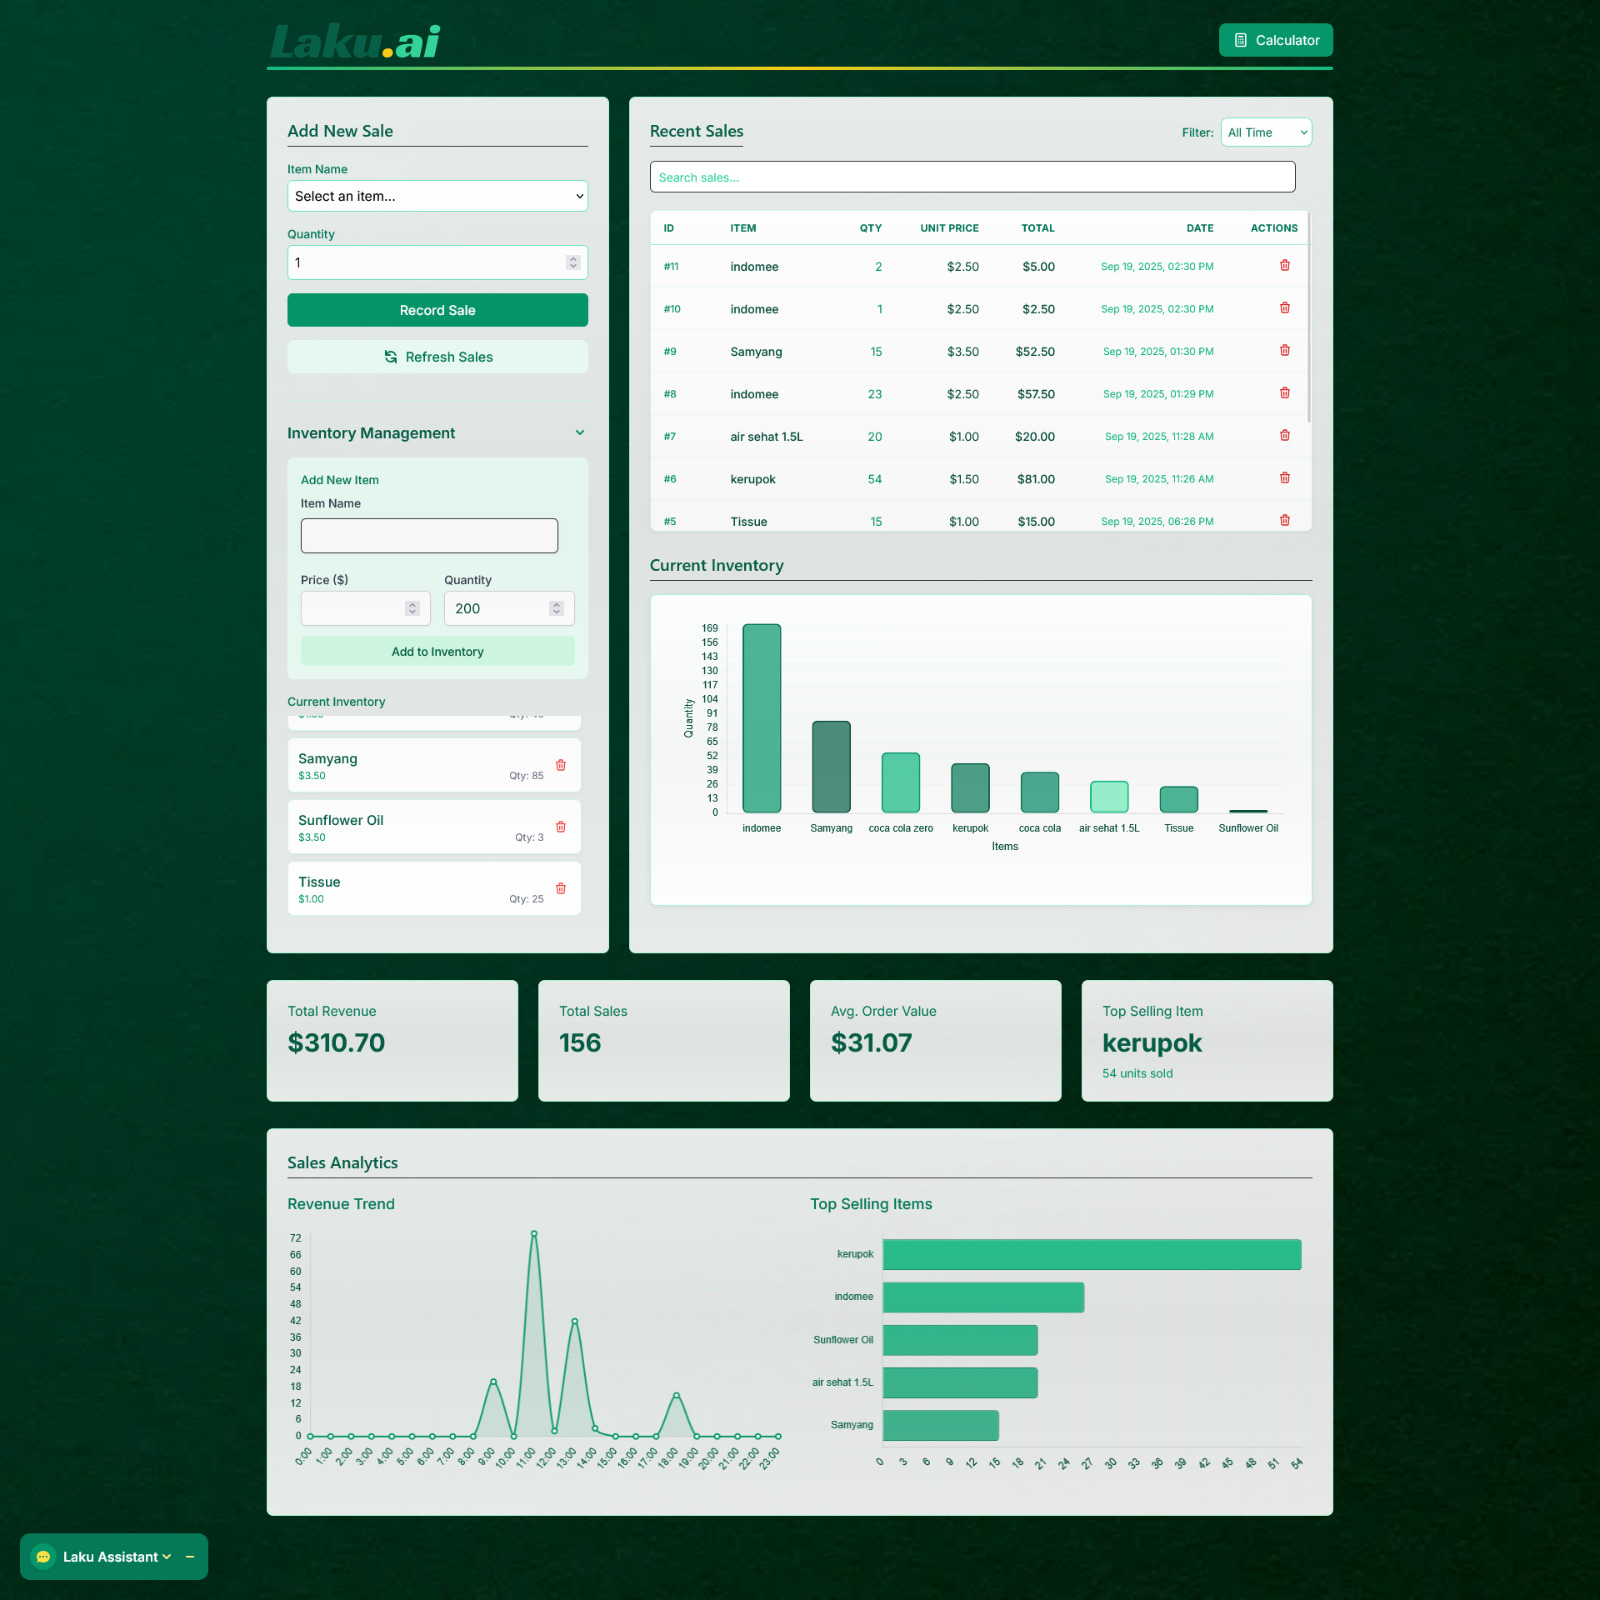 Laku.ai
Calculator
Add New Sale
Item Name
Select an item...
Quantity
1
Record Sale
Refresh Sales
Inventory Management
Add New Item
Item Name
Price ($)
Quantity
200
Add to Inventory
Current Inventory
Samyang
$3.50
Qty: 85
Sunflower Oil
$3.50
Qty: 3
Tissue
$1.00
Qty: 25
Recent Sales
Filter:
All Time
Search sales...
ID ITEM QTY UNIT PRICE TOTAL DATE ACTIONS
#11 indomee 2 $2.50 $5.00 Sep 19, 2025, 02:30 PM
#10 indomee 1 $2.50 $2.50 Sep 19, 2025, 02:30 PM
#9 Samyang 15 $3.50 $52.50 Sep 19, 2025, 01:30 PM
#8 indomee 23 $2.50 $57.50 Sep 19, 2025, 01:29 PM
#7 air sehat 1.5L 20 $1.00 $20.00 Sep 19, 2025, 11:28 AM
#6 kerupok 54 $1.50 $81.00 Sep 19, 2025, 11:26 AM
#5 Tissue 15 $1.00 $15.00 Sep 19, 2025, 06:26 PM
Current Inventory
Quantity
169
156
143
130
117
104
91
78
65
52
39
26
13
0
indomee Samyang coca cola zero kerupok coca cola air sehat 1.5L Tissue Sunflower Oil
Items
Total Revenue
$310.70
Total Sales
156
Avg. Order Value
$31.07
Top Selling Item
kerupok
54 units sold
Sales Analytics
Revenue Trend
72
66
60
54
48
42
36
30
24
18
12
6
0
0:00 1:00 2:00 3:00 4:00 5:00 6:00 7:00 8:00 9:00 10:00 11:00 12:00 13:00 14:00 15:00 16:00 17:00 18:00 19:00 20:00 21:00 22:00 23:00
Top Selling Items
kerupok
indomee
Sunflower Oil
air sehat 1.5L
Samyang
0 3 6 9 12 15 18 21 24 27 30 33 36 39 42 45 48 51 54
Laku Assistant